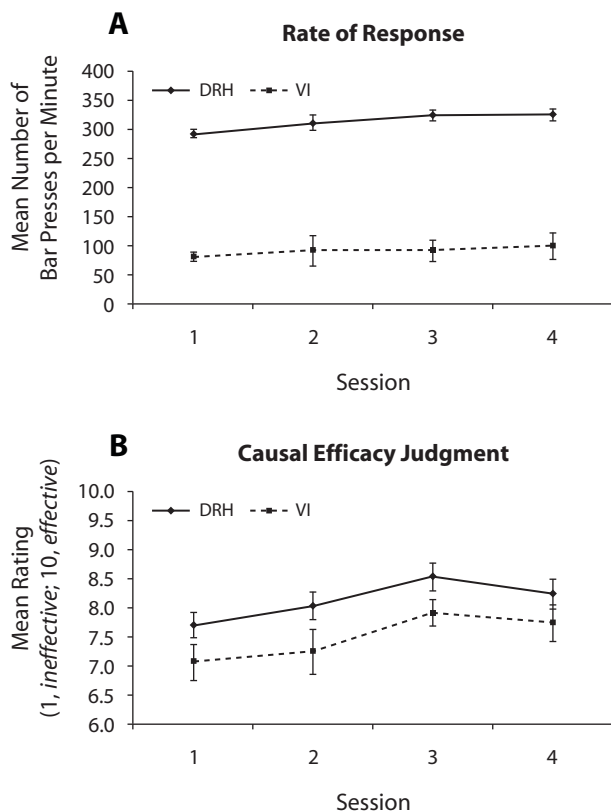 A
Rate of Response
Mean Number of
Bar Presses per Minute
400
350
300
250
200
150
100
50
0
DRH
VI
1 2 3 4
Session
B
Causal Efficacy Judgment
Mean Rating
(1, ineffective; 10, effective)
10.0
9.5
9.0
8.5
8.0
7.5
7.0
6.5
6.0
DRH
VI
1 2 3 4
Session